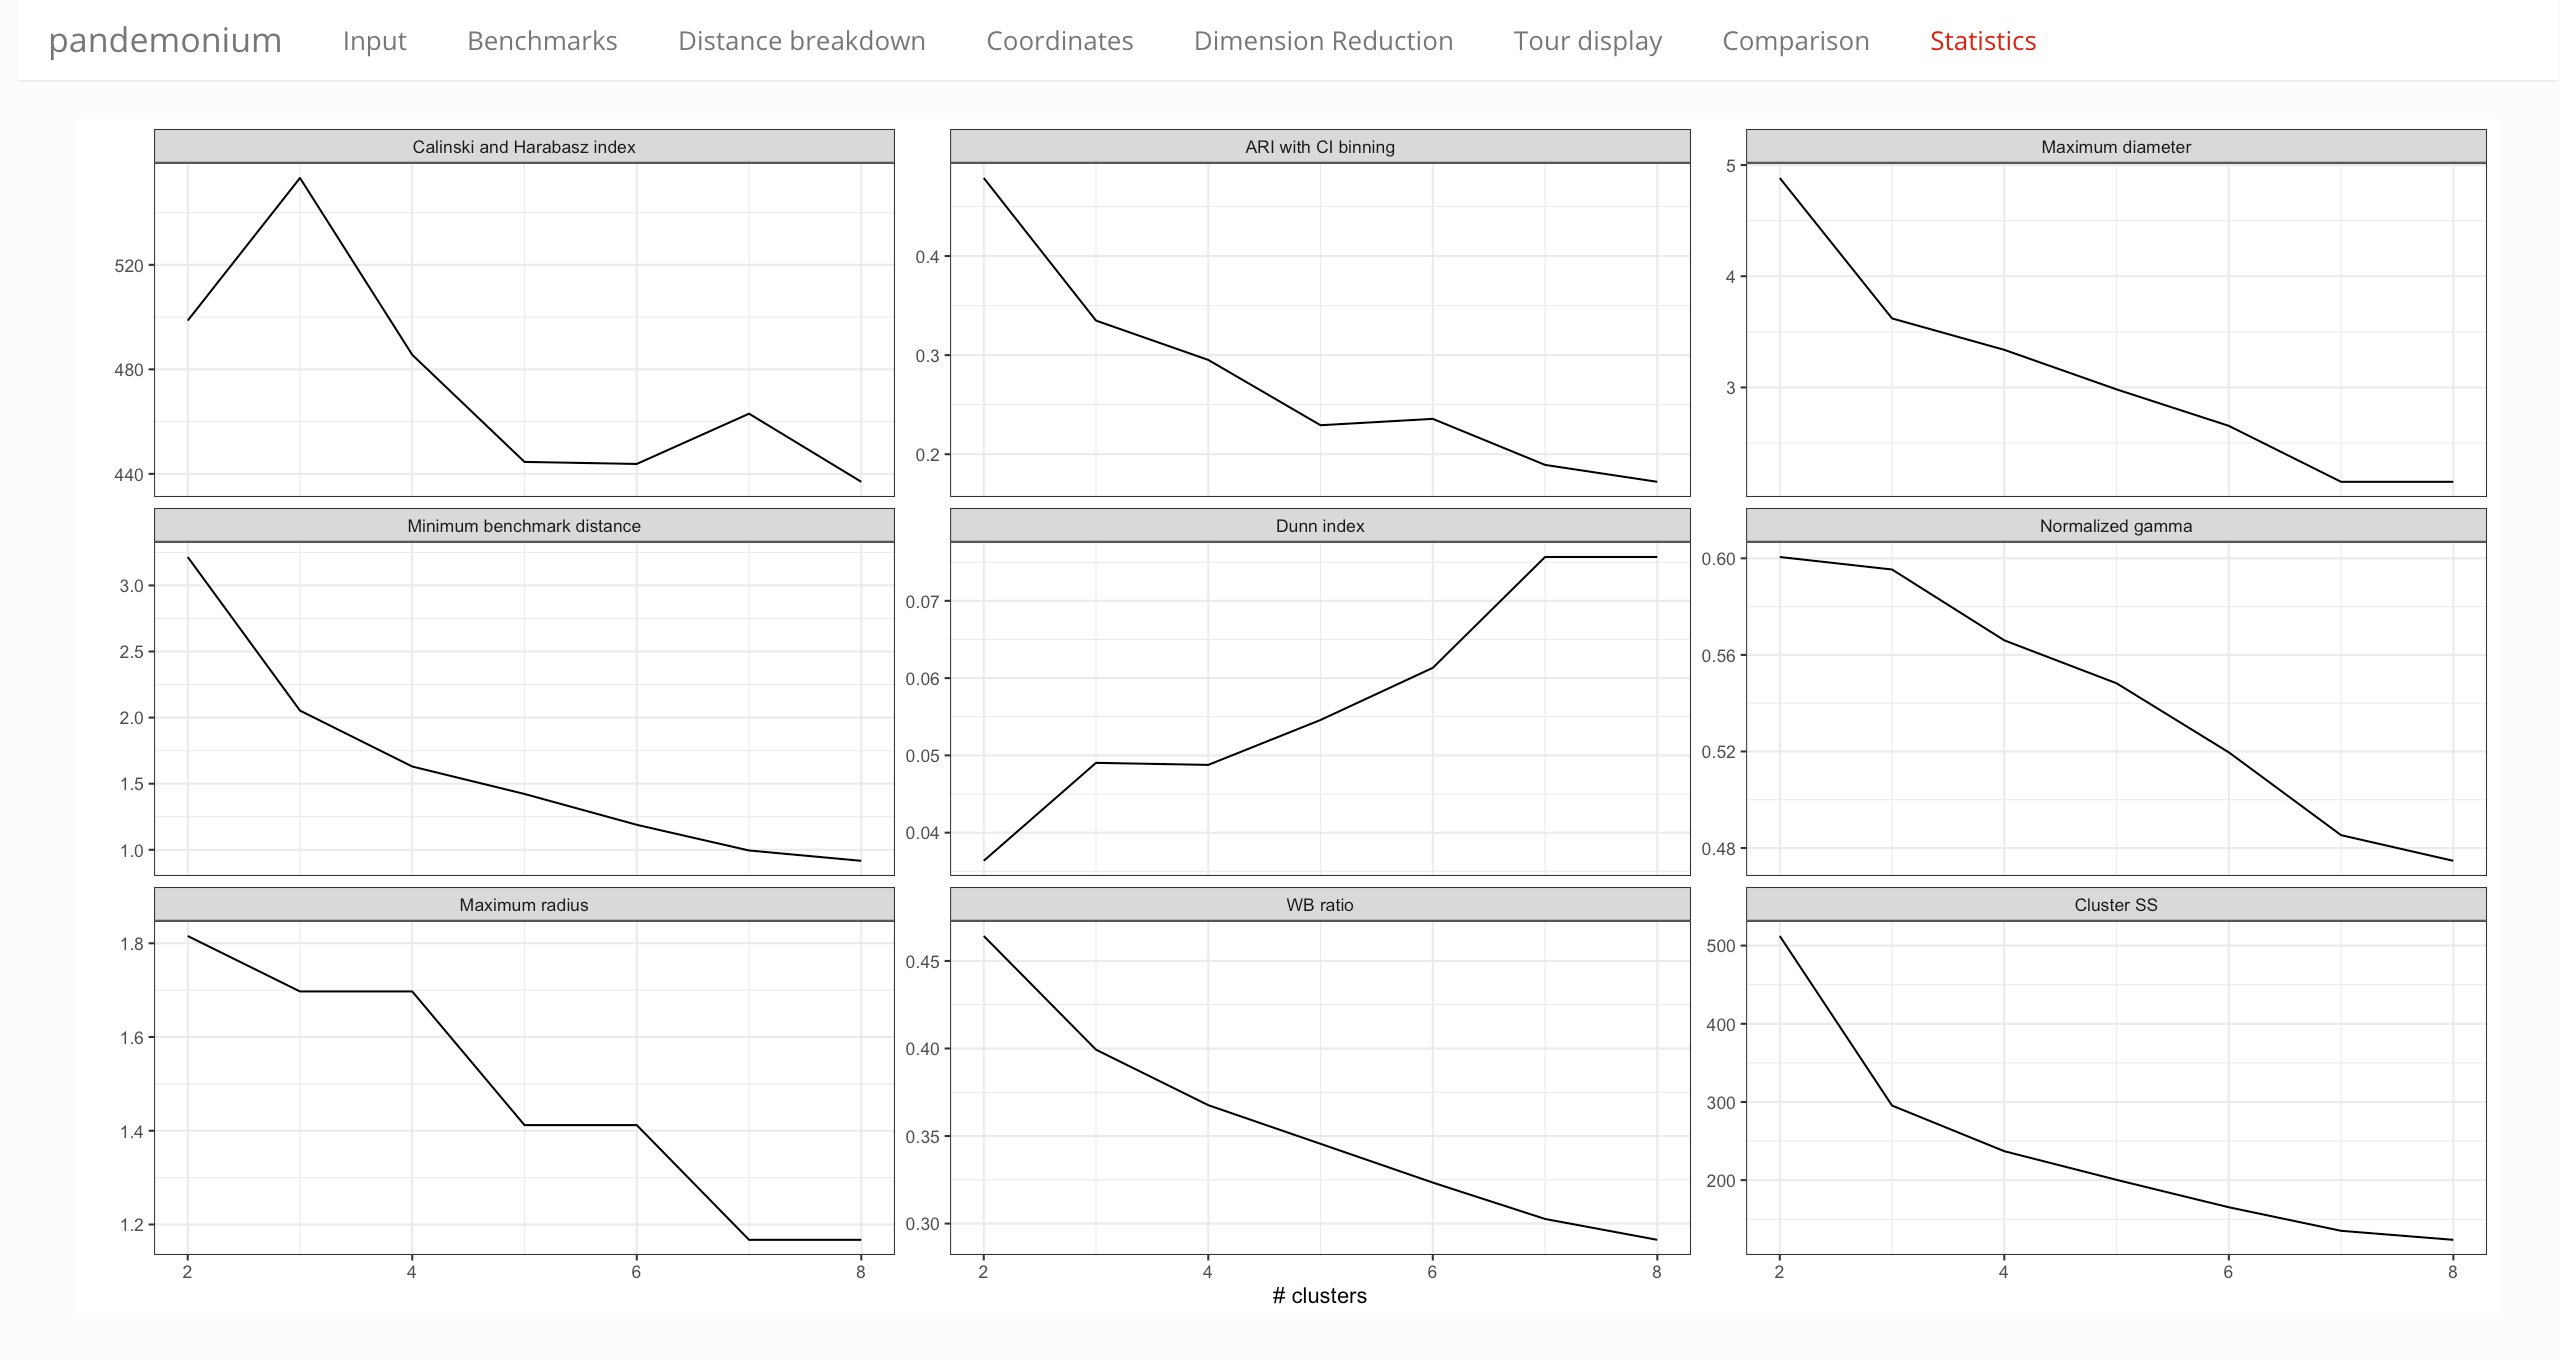 pandemonium Input Benchmarks Distance breakdown Coordinates Dimension Reduction Tour display Comparison Statistics
Calinski and Harabasz index
520
480
440
ARI with CI binning
0.4
0.3
0.2
Maximum diameter
5
4
3
Minimum benchmark distance
3.0
2.5
2.0
1.5
1.0
Dunn index
0.07
0.06
0.05
0.04
Normalized gamma
0.60
0.56
0.52
0.48
Maximum radius
1.8
1.6
1.4
1.2
2 4 6 8
WB ratio
0.45
0.40
0.35
0.30
2 4 6 8
Cluster SS
500
400
300
200
2 4 6 8
# clusters